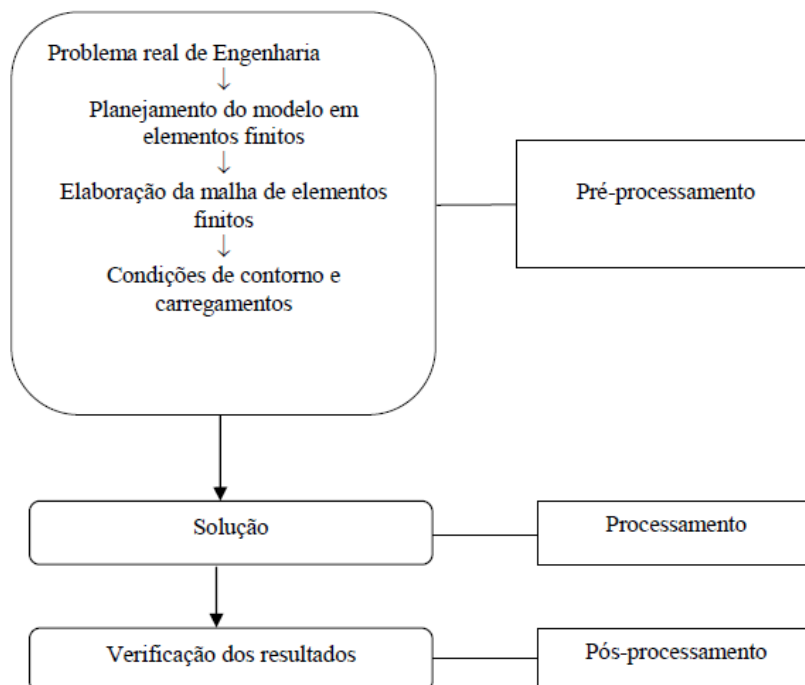 Problema real de Engenharia
↓
Planejamento do modelo em
elementos finitos
↓
Elaboração da malha de elementos
finitos
↓
Condições de contorno e
carregamentos
Pré-processamento
Solução
Processamento
Verificação dos resultados
Pós-processamento